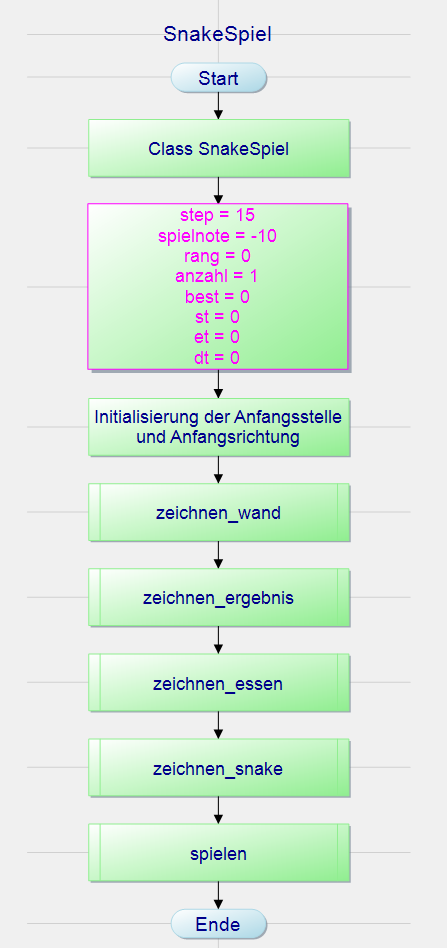 SnakeSpiel
Start
Class SnakeSpiel
step = 15
spielnote = -10
rang = 0
anzahl = 1
best = 0
st = 0
et = 0
dt = 0
Initialisierung der Anfangsstelle
und Anfangsrichtung
zeichnen_wand
zeichnen_ergebnis
zeichnen_essen
zeichnen_snake
spielen
Ende